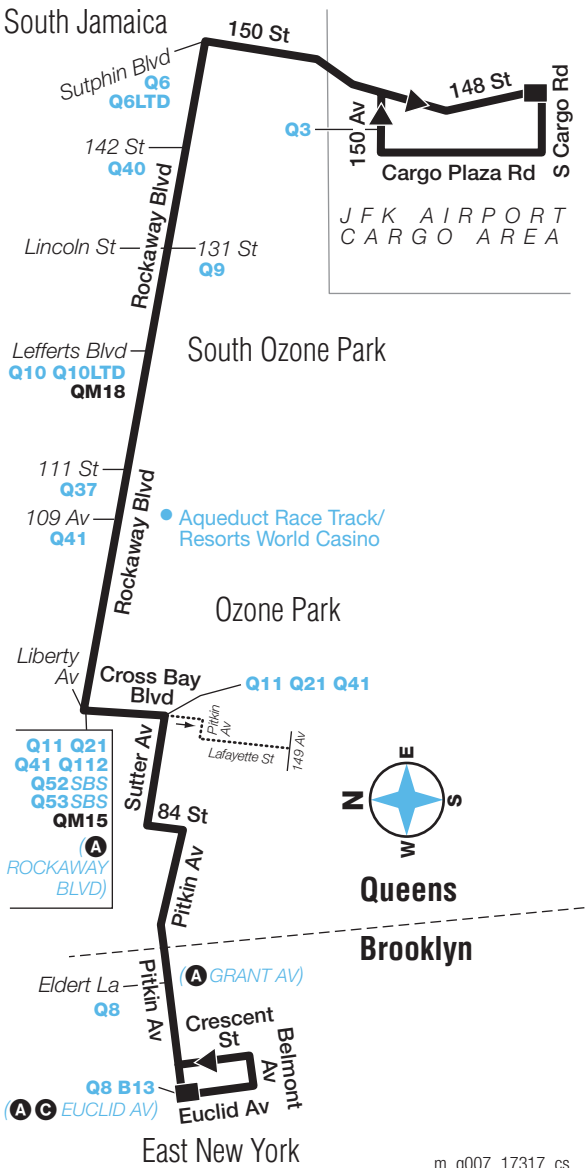 South Jamaica
150 St
Sutphin Blvd
Q6
Q6LTD
148 St
S Cargo Rd
Q3
150 Av
Cargo Plaza Rd
142 St
Q40
JFK AIRPORT
CARGO AREA
Rockaway Blvd
Lincoln St
131 St
Q9
Lefferts Blvd
Q10 Q10LTD
QM18
South Ozone Park
111 St
Q37
109 Av
Q41
Rockaway Blvd
Aqueduct Race Track/
Resorts World Casino
Ozone Park
Liberty
Av
Cross Bay
Blvd
Q11 Q21 Q41
Pitkin
Av
Lafayette St
149 Av
Q11 Q21
Q41 Q112
Q52SBS
Q53SBS
QM15
(A
ROCKAWAY
BLVD)
Sutter Av
84 St
E
N
S
W
Pitkin Av
Queens
Brooklyn
(A GRANT AV)
Eldert La
Q8
Pitkin Av
Crescent
St
Belmont
Av
Q8 B13
(A C EUCLID AV)
Euclid Av
East New York
m_q007_17317_cs